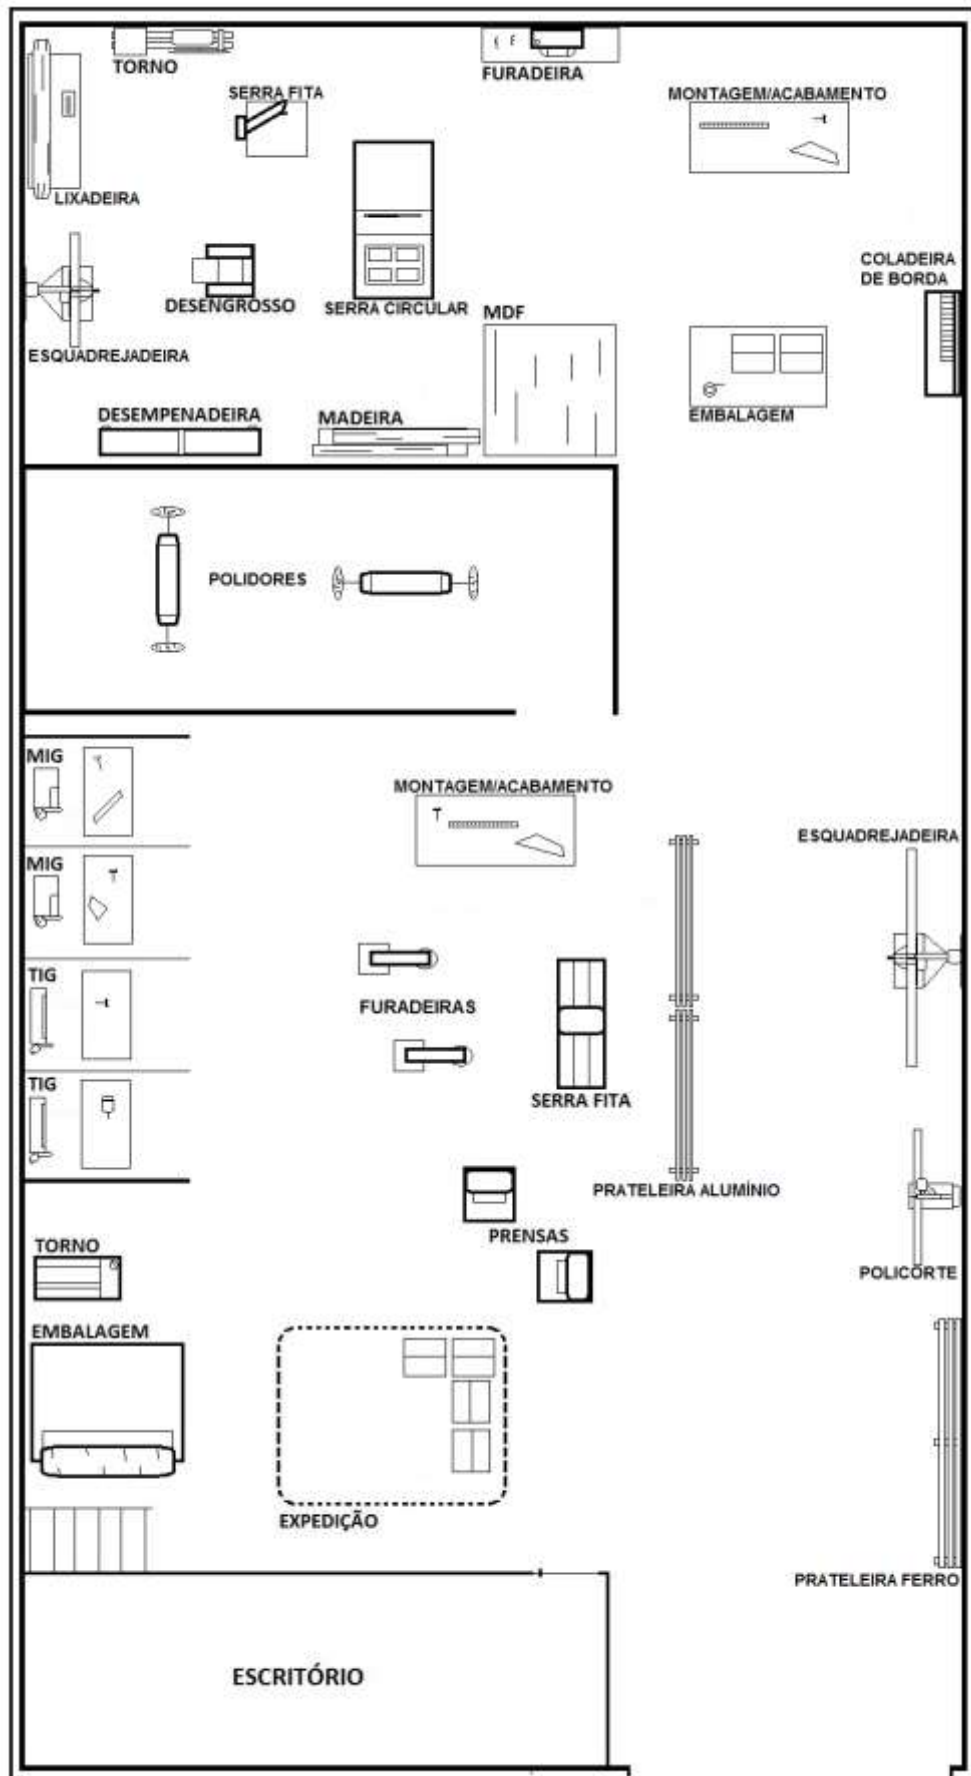 TORNO
FURADEIRA
SERRA FITA
MONTAGEM/ACABAMENTO
LIXADEIRA
COLADEIRA
DE BORDA
DESENGROSSO
SERRA CIRCULAR
MDF
ESQUADREJADEIRA
DESEMPENADEIRA
MADEIRA
EMBALAGEM
POLIDORES
MIG
MONTAGEM/ACABAMENTO
ESQUADREJADEIRA
MIG
TIG
FURADEIRAS
TIG
SERRA FITA
PRATELEIRA ALUMÍNIO
PRENSAS
TORNO
POLICORTE
EMBALAGEM
EXPEDIÇÃO
PRATELEIRA FERRO
ESCRITÓRIO